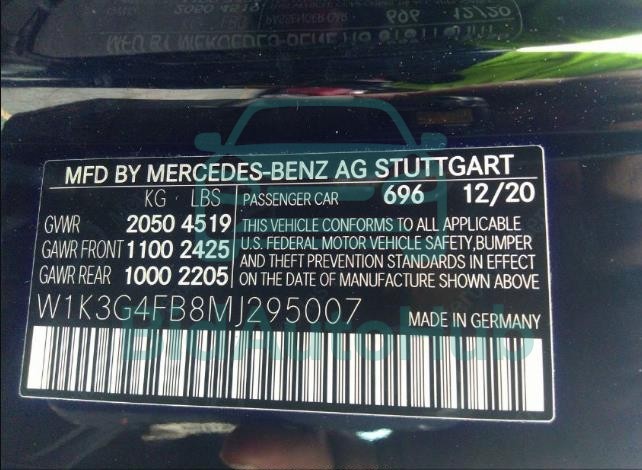 MFD BY MERCEDES-BENZ AG STUTTGART
KG LBS PASSENGER CAR 696 12/20
GVWR 2050 4519
GAWR FRONT 1100 2425
GAWR REAR 1000 2205
THIS VEHICLE CONFORMS TO ALL APPLICABLE
U.S. FEDERAL MOTOR VEHICLE SAFETY,BUMPER
AND THEFT PREVENTION STANDARDS IN EFFECT
ON THE DATE OF MANUFACTURE SHOWN ABOVE
W1K3G4FB8MJ295007
MADE IN GERMANY
BidAutoHub